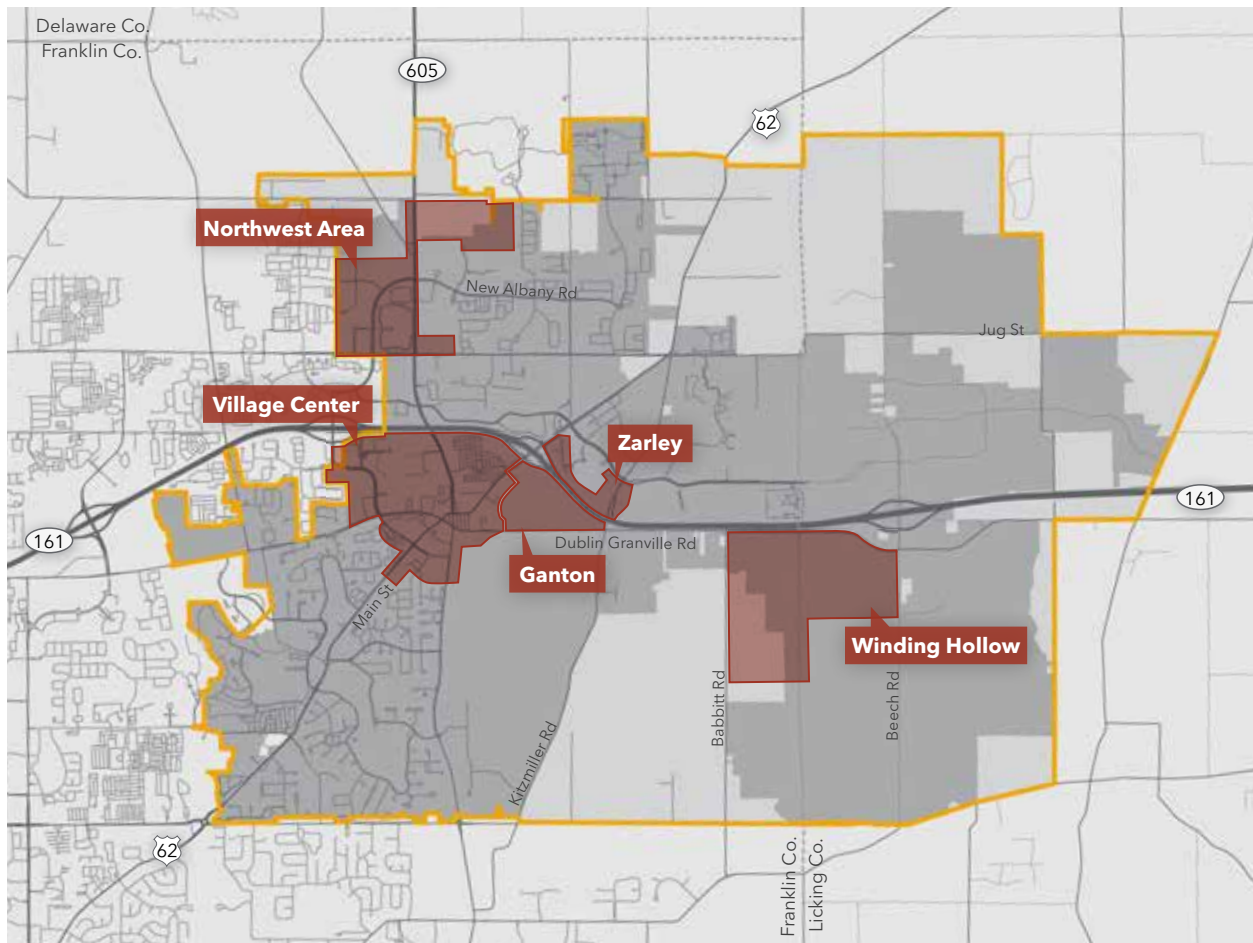 Delaware Co.
Franklin Co.
605
62
Northwest Area
New Albany Rd
Jug St
Village Center
Zarley
161
161
Dublin Granville Rd
Ganton
Main St
Winding Hollow
Babbitt Rd
Beech Rd
Kitzmiller Rd
62
Franklin Co.
Licking Co.